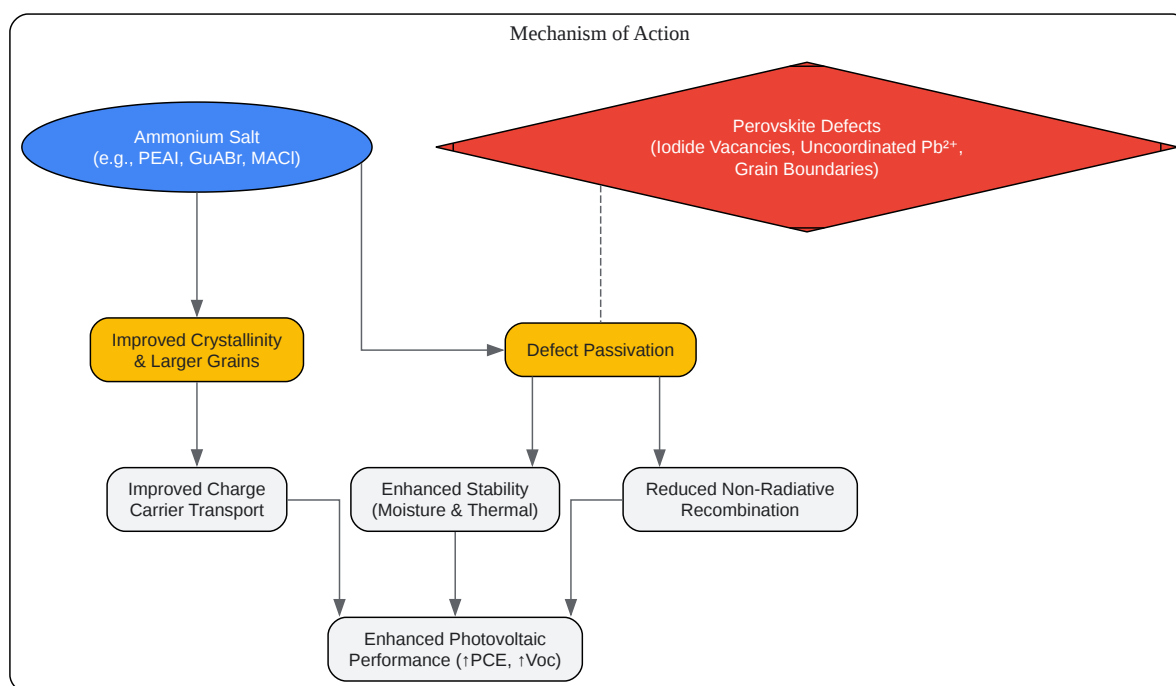 Mechanism of Action
Ammonium Salt
(e.g., PEAI, GuABr, MACl)
Perovskite Defects
(Iodide Vacancies, Uncoordinated Pb²⁺,
Grain Boundaries)
Improved Crystallinity
& Larger Grains
Defect Passivation
Improved Charge
Carrier Transport
Enhanced Stability
(Moisture & Thermal)
Reduced Non-Radiative
Recombination
Enhanced Photovoltaic
Performance (↑PCE, ↑Voc)